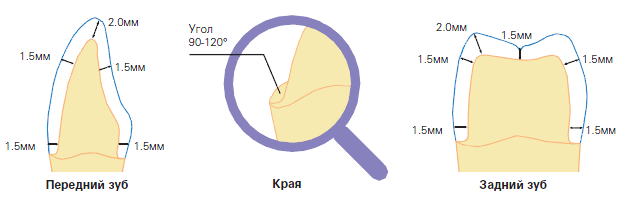 2.0мм
1.5мм
1.5мм
1.5мм
1.5мм
Передний зуб
Угол
90-120°
Края
2.0мм
1.5мм
1.5мм
1.5мм
1.5мм
1.5мм
Задний зуб